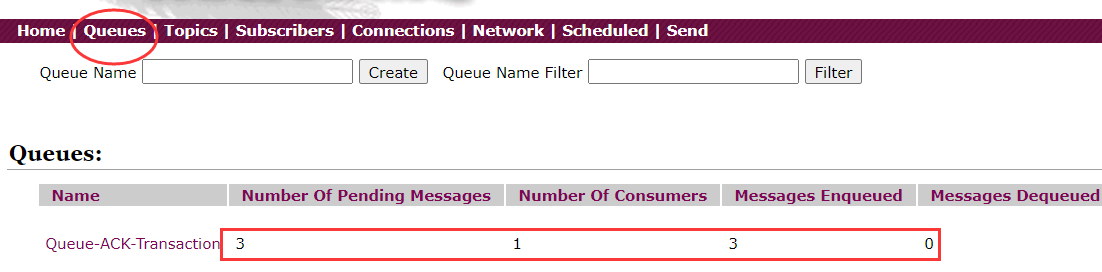 Home | Queues | Topics | Subscribers | Connections | Network | Scheduled | Send
Queue Name Create Queue Name Filter Filter
Queues:
Name Number Of Pending Messages Number Of Consumers Messages Enqueued Messages Dequeued
Queue-ACK-Transaction 3 1 3 0